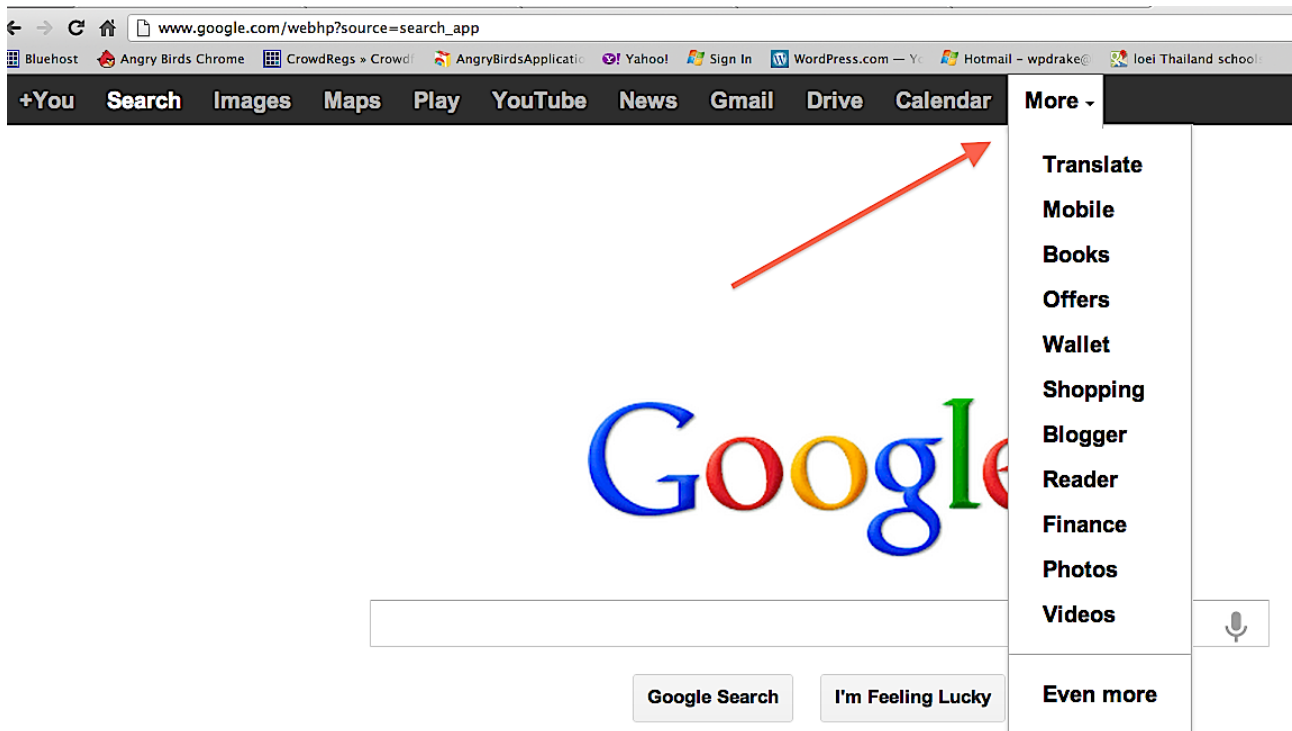 www.google.com/webhp?source=search_app
Bluehost Angry Birds Chrome CrowdRegs » Crowdf AngryBirdsApplicatio Yahoo! Sign In WordPress.com — Yo Hotmail – wpdrake@ loei Thailand school
+You Search Images Maps Play YouTube News Gmail Drive Calendar More
Translate
Mobile
Books
Offers
Wallet
Shopping
Blogger
Reader
Finance
Photos
Videos
Even more
Google
Google Search I'm Feeling Lucky